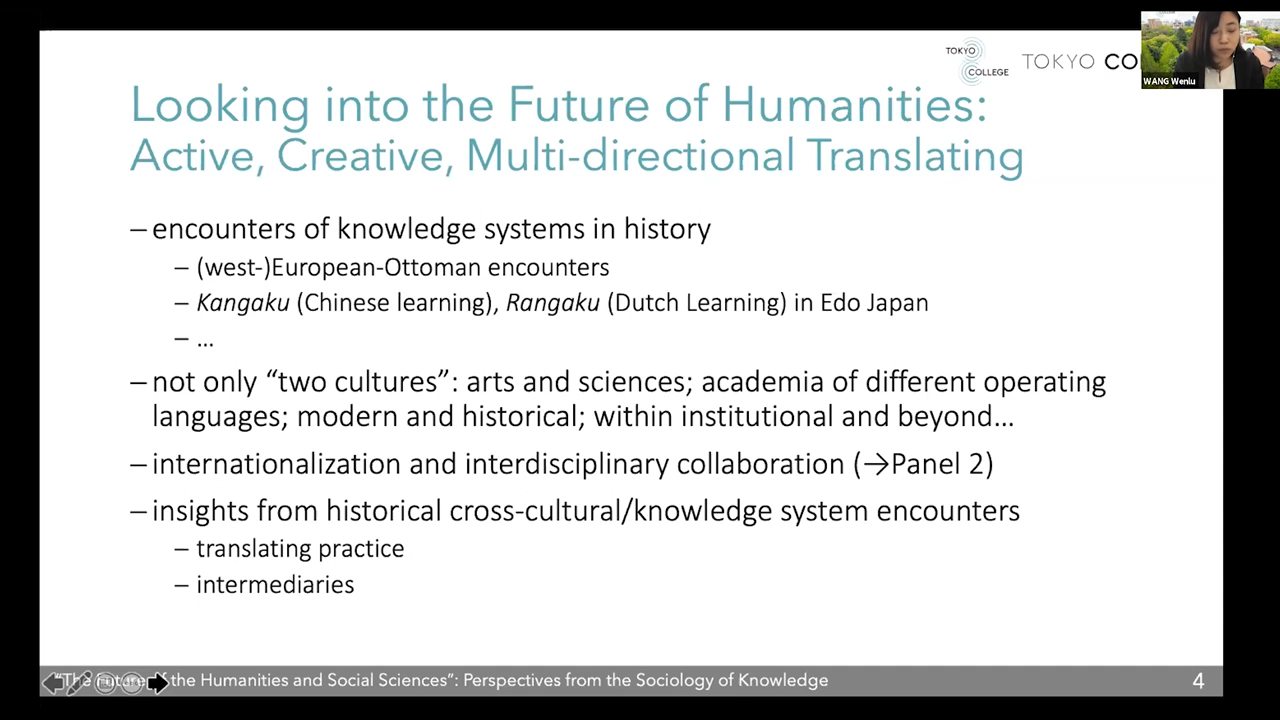 TOKYO
COLLEGE
TOKYO CO
WANG Wenlu
Looking into the Future of Humanities:
Active, Creative, Multi-directional Translating
– encounters of knowledge systems in history
– (west-)European-Ottoman encounters
– Kangaku (Chinese learning), Rangaku (Dutch Learning) in Edo Japan
– …
– not only “two cultures”: arts and sciences; academia of different operating
languages; modern and historical; within institutional and beyond…
– internationalization and interdisciplinary collaboration (→Panel 2)
– insights from historical cross-cultural/knowledge system encounters
– translating practice
– intermediaries
“The Future of the Humanities and Social Sciences”: Perspectives from the Sociology of Knowledge
4